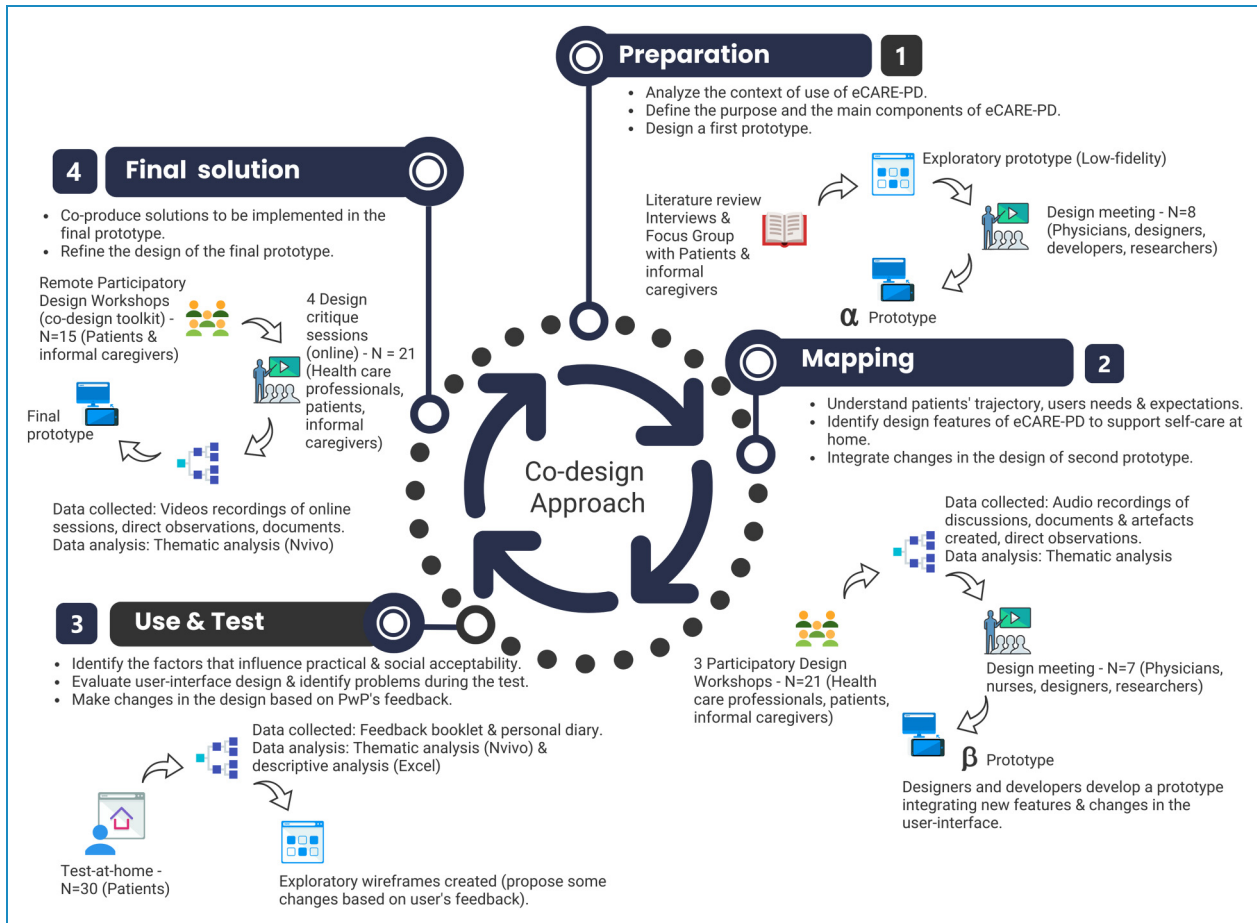 Preparation
1
• Analyze the context of use of eCARE-PD.
• Define the purpose and the main components of eCARE-PD.
• Design a first prototype.
Exploratory prototype (Low-fidelity)
Literature review
Interviews &
Focus Group
with Patients &
informal
caregivers
Design meeting - N=8
(Physicians, designers,
developers, researchers)
α Prototype
Mapping
2
• Understand patients' trajectory, users needs & expectations.
• Identify design features of eCARE-PD to support self-care at
home.
• Integrate changes in the design of second prototype.
Data collected: Audio recordings of
discussions, documents & artefacts
created, direct observations.
Data analysis: Thematic analysis
3 Participatory Design
Workshops - N=21 (Health
care professionals, patients,
informal caregivers)
Design meeting - N=7 (Physicians,
nurses, designers, researchers)
β Prototype
Designers and developers develop a prototype
integrating new features & changes in the
user-interface.
3
Use & Test
• Identify the factors that influence practical & social acceptability.
• Evaluate user-interface design & identify problems during the test.
• Make changes in the design based on PwP's feedback.
Data collected: Feedback booklet & personal diary.
Data analysis: Thematic analysis (Nvivo) &
descriptive analysis (Excel)
Test-at-home -
N=30 (Patients)
Exploratory wireframes created (propose some
changes based on user's feedback).
4
Final solution
• Co-produce solutions to be implemented in the
final prototype.
• Refine the design of the final prototype.
Remote Participatory
Design Workshops
(co-design toolkit) -
N=15 (Patients &
informal caregivers)
4 Design
critique
sessions
(online) - N = 21
(Health care
professionals,
patients,
informal
caregivers)
Final
prototype
Data collected: Videos recordings of online
sessions, direct observations, documents.
Data analysis: Thematic analysis (Nvivo)
Co-design
Approach